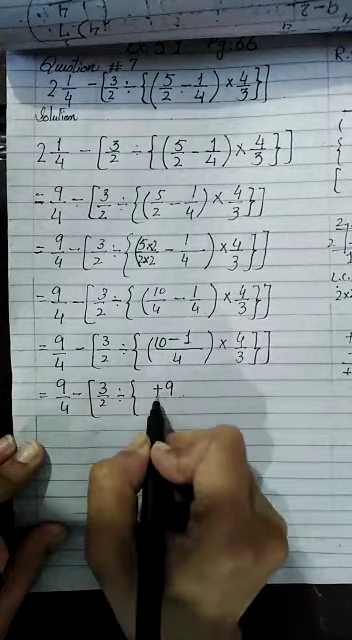 Ex. 3.1 Pg: 66
Question # 7
2 1/4 - [3/2 ÷ {(5/2 - 1/4) × 4/3}]
Solution
2 1/4 - [3/2 ÷ {(5/2 - 1/4) × 4/3}]
= 9/4 - [3/2 ÷ {(5/2 - 1/4) × 4/3}]
= 9/4 - [3/2 ÷ {(5×2/2×2 - 1/4) × 4/3}]
= 9/4 - [3/2 ÷ {(10/4 - 1/4) × 4/3}]
= 9/4 - [3/2 ÷ {(10-1/4) × 4/3}]
= 9/4 - [3/2 ÷ { +9